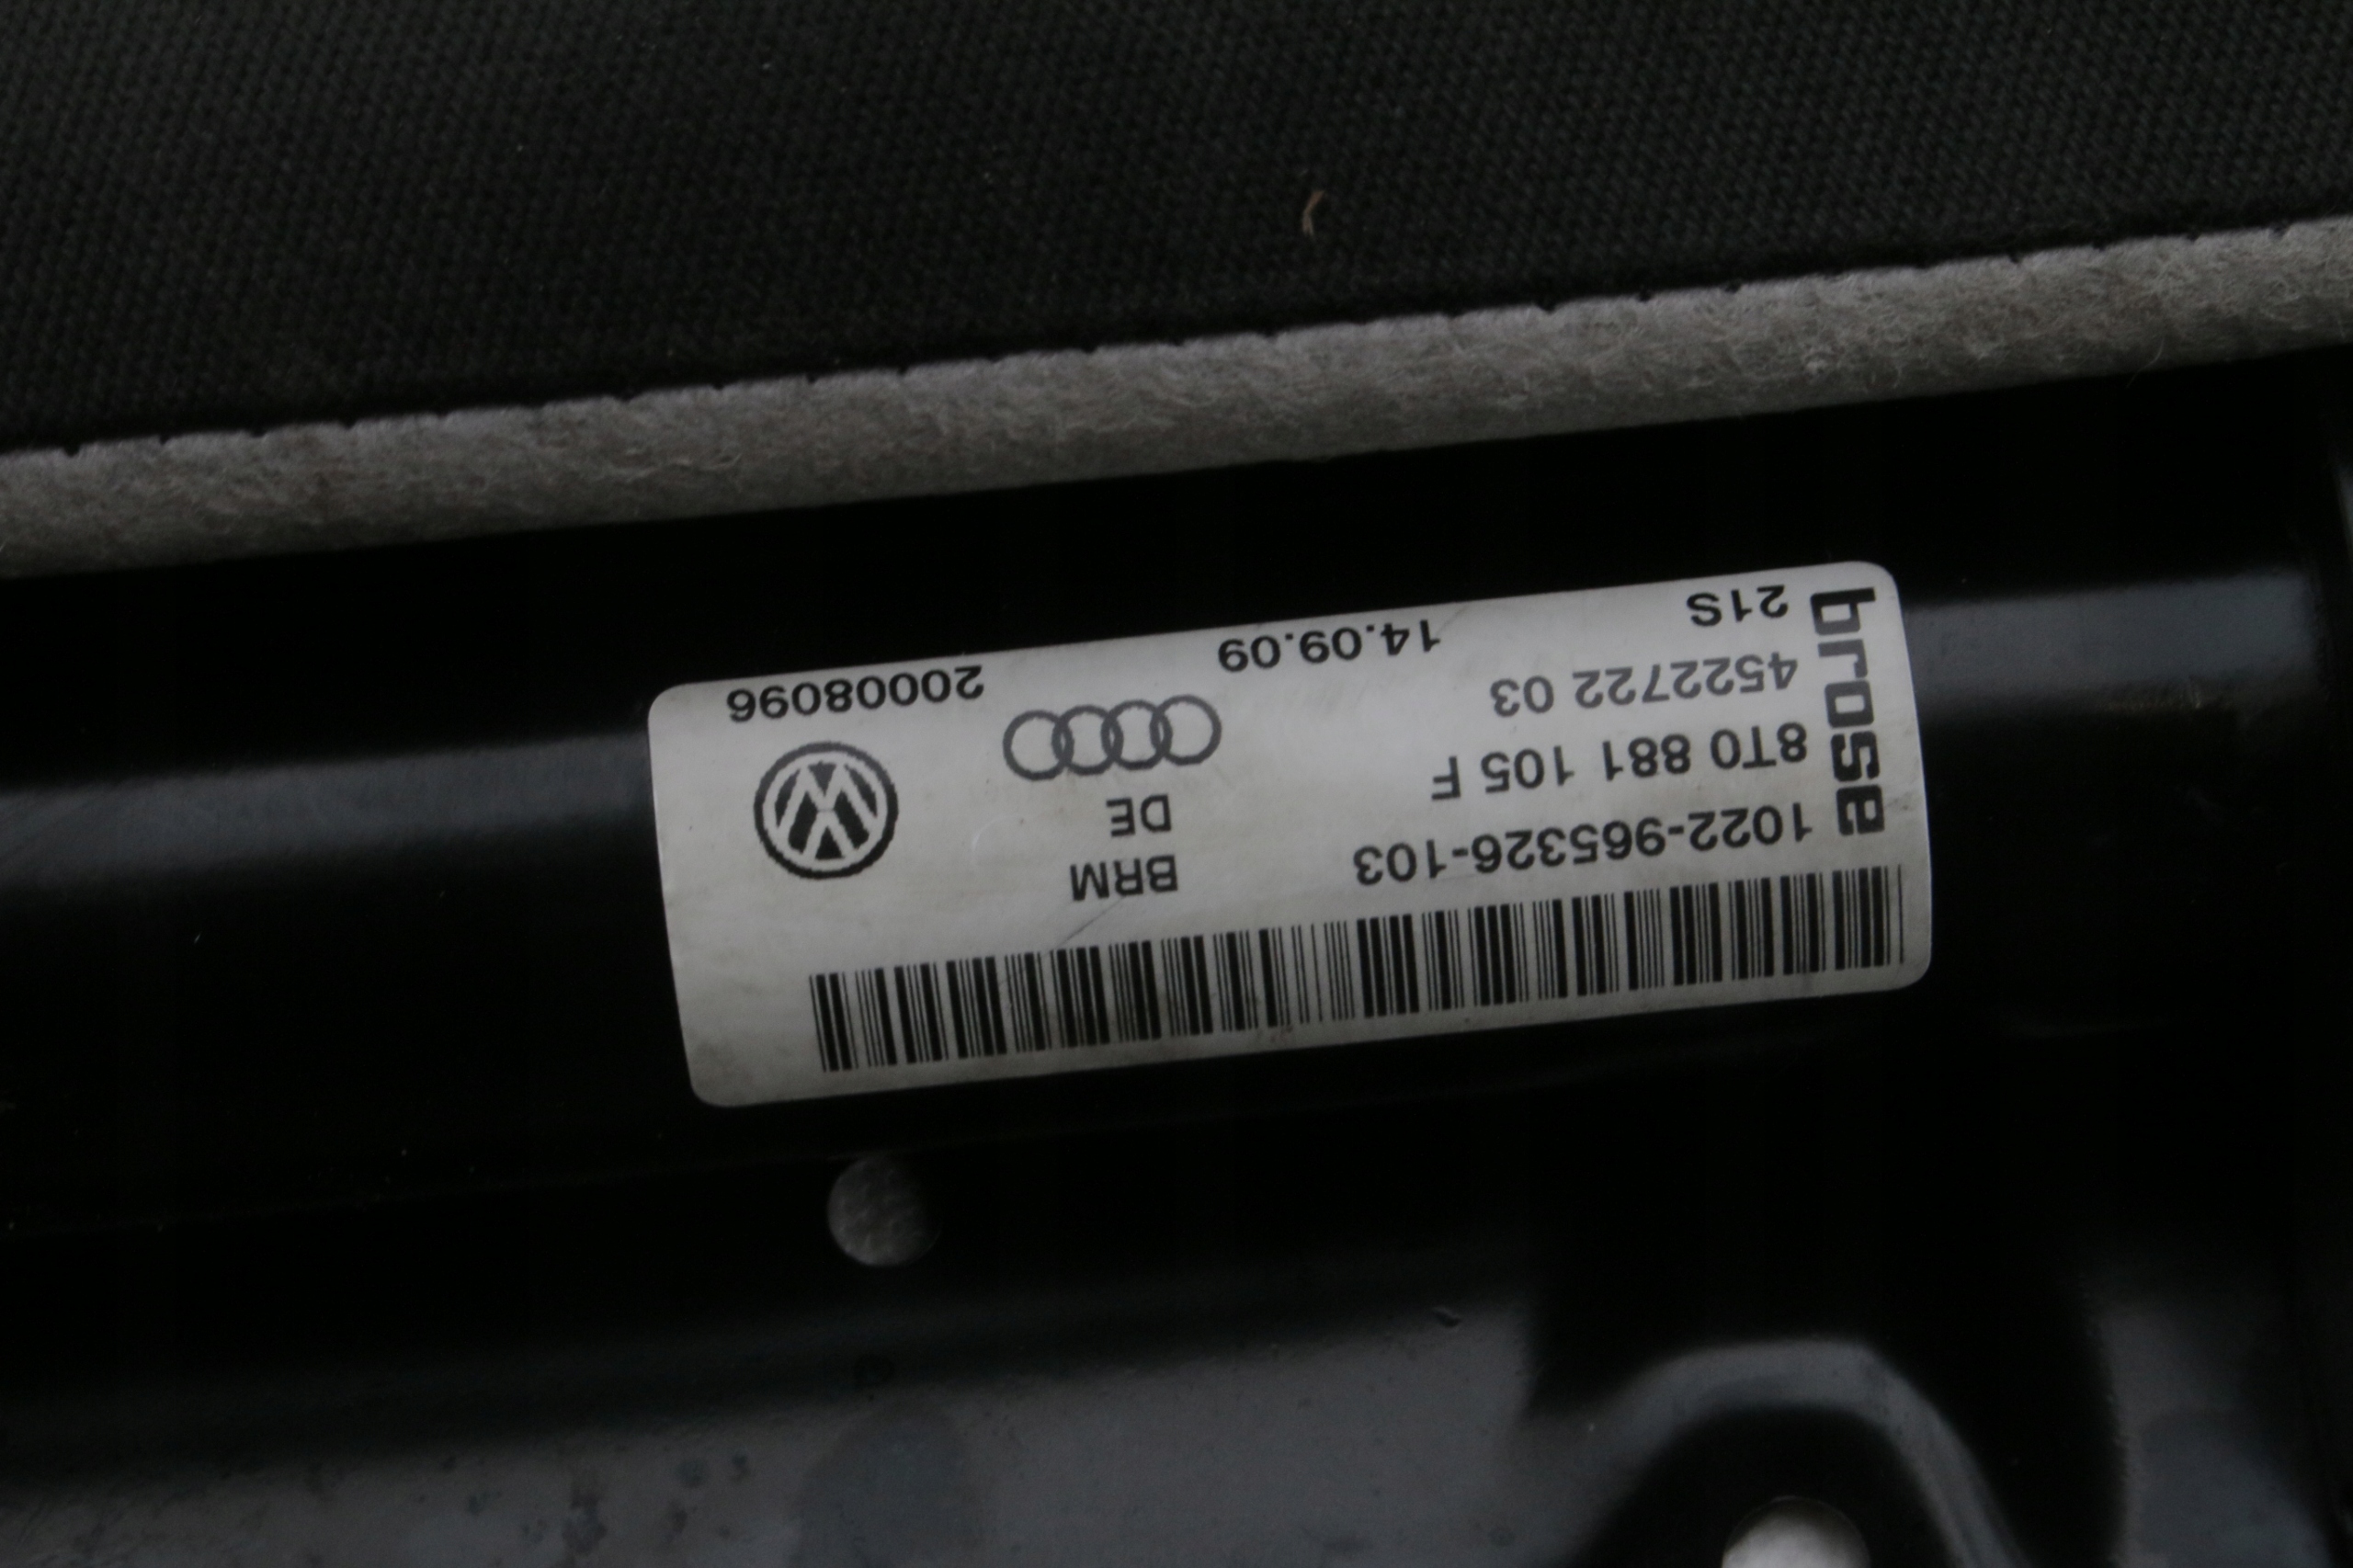 1022-965326-103
BRM
8T0 881 105 F
DE
4522722 03
21S
14.09.09
20008096
brose